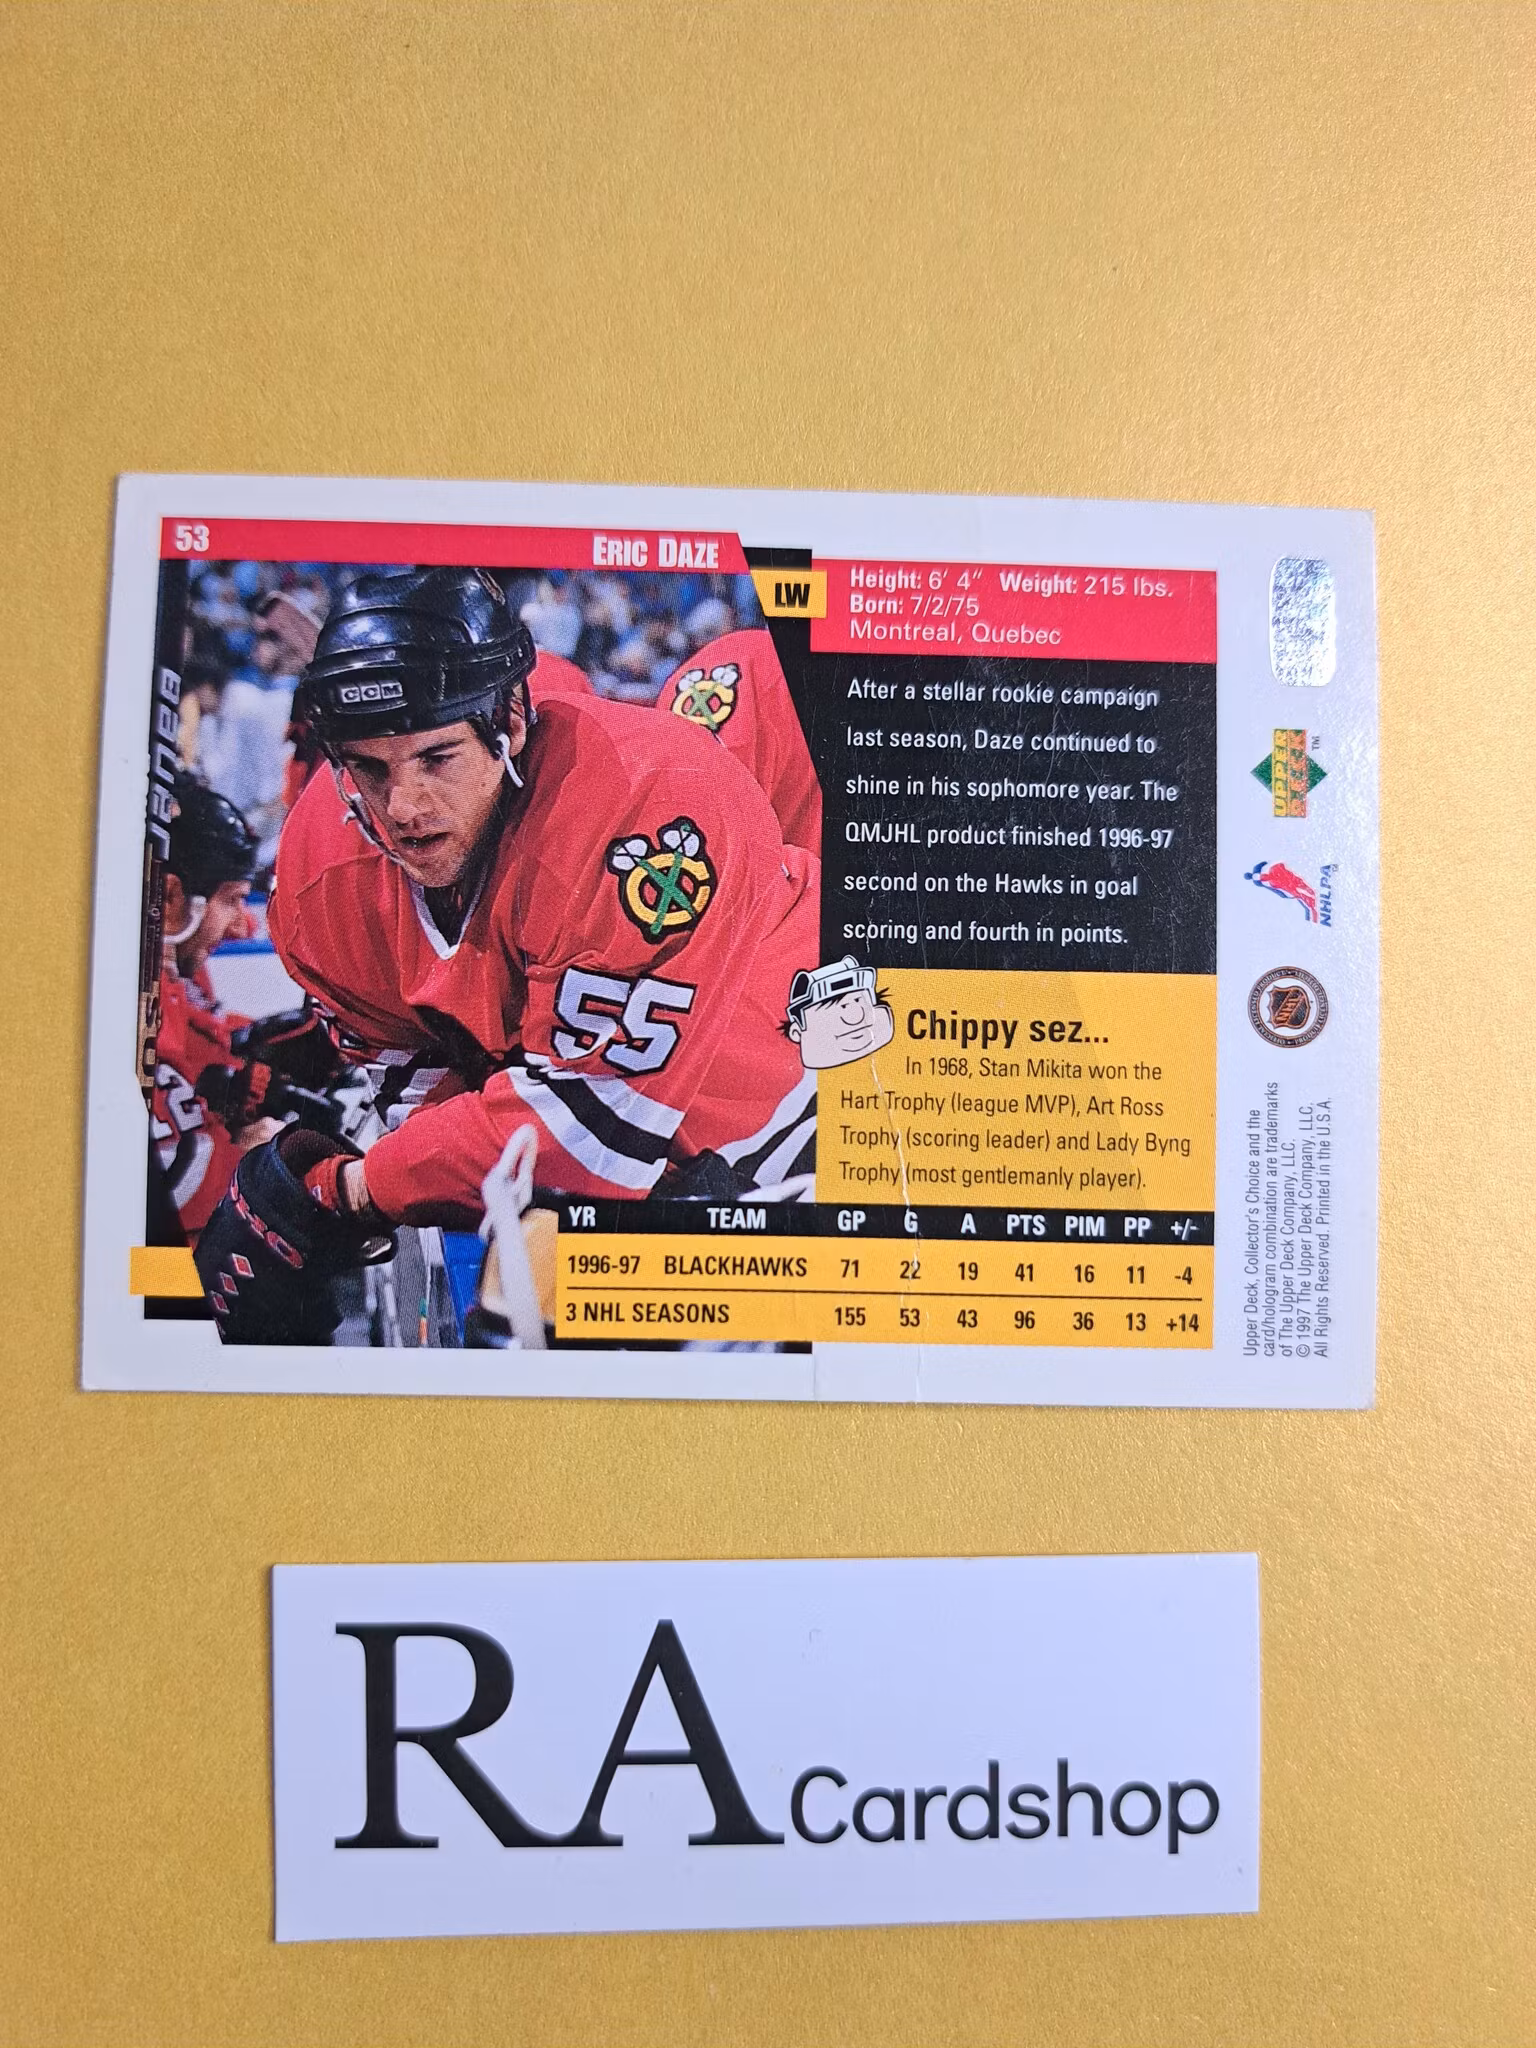 53
ERIC DAZE
LW
Height: 6' 4" Weight: 215 lbs.
Born: 7/2/75
Montreal, Quebec
After a stellar rookie campaign
last season, Daze continued to
shine in his sophomore year. The
QMJHL product finished 1996-97
second on the Hawks in goal
scoring and fourth in points.
Chippy sez...
In 1968, Stan Mikita won the
Hart Trophy (league MVP), Art Ross
Trophy (scoring leader) and Lady Byng
Trophy (most gentlemanly player).
YR TEAM GP G A PTS PIM PP +/-
1996-97 BLACKHAWKS 71 22 19 41 16 11 -4
3 NHL SEASONS 155 53 43 96 36 13 +14
CCM
55
BAUER
UPPER
DECK
TM
NHLPA
NHL
Upper Deck, Collector's Choice and the
card/hologram combination are trademarks
of The Upper Deck Company, LLC.
© 1997 The Upper Deck Company, LLC.
All Rights Reserved. Printed in the U.S.A.
RA Cardshop